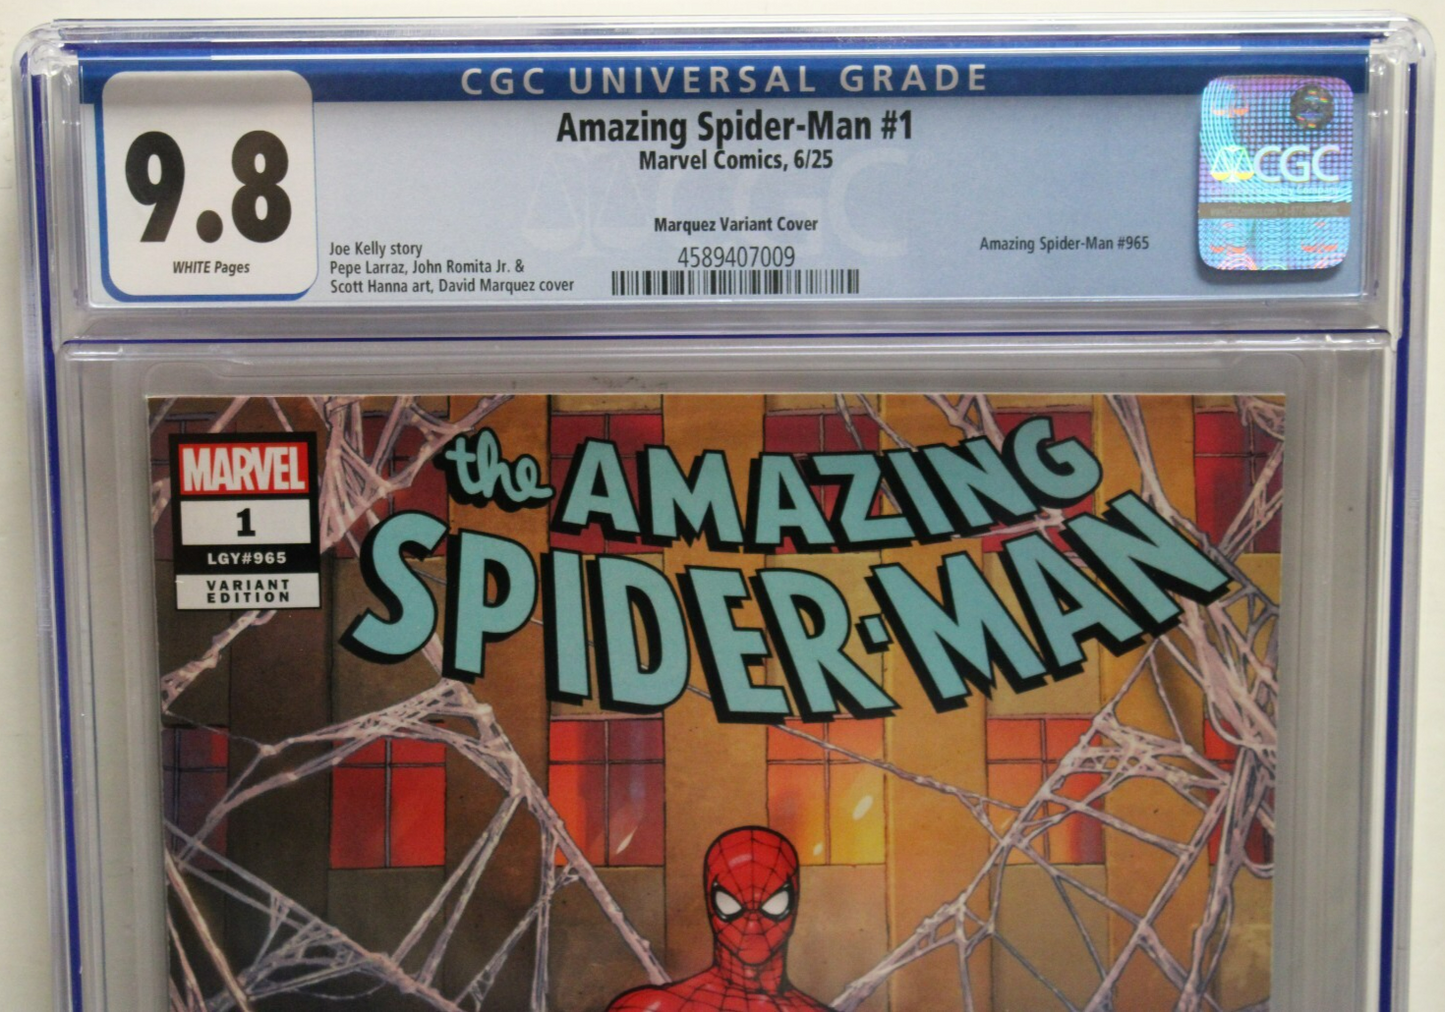 CGC UNIVERSAL GRADE
9.8
WHITE Pages
Amazing Spider-Man #1
Marvel Comics, 6/25
Marquez Variant Cover
4589407009
Joe Kelly story
Pepe Larraz, John Romita Jr. &
Scott Hanna art, David Marquez cover
Amazing Spider-Man #965
CGC
CGC
MARVEL
1
LGY#965
VARIANT
EDITION
the AMAZING
SPIDER-MAN